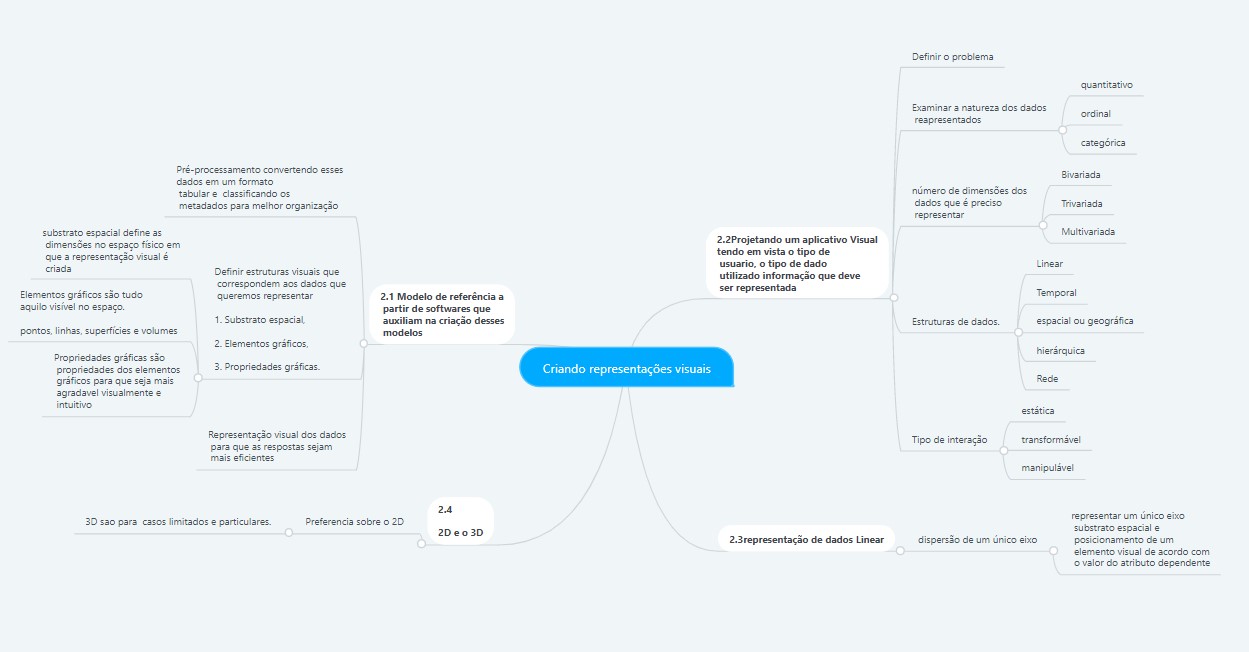 Criando representações visuais
2.1 Modelo de referência a
partir de softwares que
auxiliam na criação desses
modelos
Pré-processamento convertendo esses
dados em um formato
tabular e  classificando os
metadados para melhor organização
Definir estruturas visuais que
correspondem aos dados que
queremos representar
1. Substrato espacial,
2. Elementos gráficos,
3. Propriedades gráficas.
substrato espacial define as
dimensões no espaço físico em
que a representação visual é
criada
Elementos gráficos são tudo
aquilo visível no espaço.
pontos, linhas, superfícies e volumes
Propriedades gráficas são
propriedades dos elementos
gráficos para que seja mais
agradavel visualmente e
intuitivo
Representação visual dos dados
para que as respostas sejam
mais eficientes
2.2Projetando um aplicativo Visual
tendo em vista o tipo de
usuario, o tipo de dado
utilizado informação que deve
ser representada
Definir o problema
Examinar a natureza dos dados
reapresentados
quantitativo
ordinal
categórica
número de dimensões dos
dados que é preciso
representar
Bivariada
Trivariada
Multivariada
Estruturas de dados.
Linear
Temporal
espacial ou geográfica
hierárquica
Rede
Tipo de interação
estática
transformável
manipulável
2.3representação de dados Linear
dispersão de um único eixo
representar um único eixo
substrato espacial e
posicionamento de um
elemento visual de acordo com
o valor do atributo dependente
2.4
2D e o 3D
Preferencia sobre o 2D
3D sao para  casos limitados e particulares.